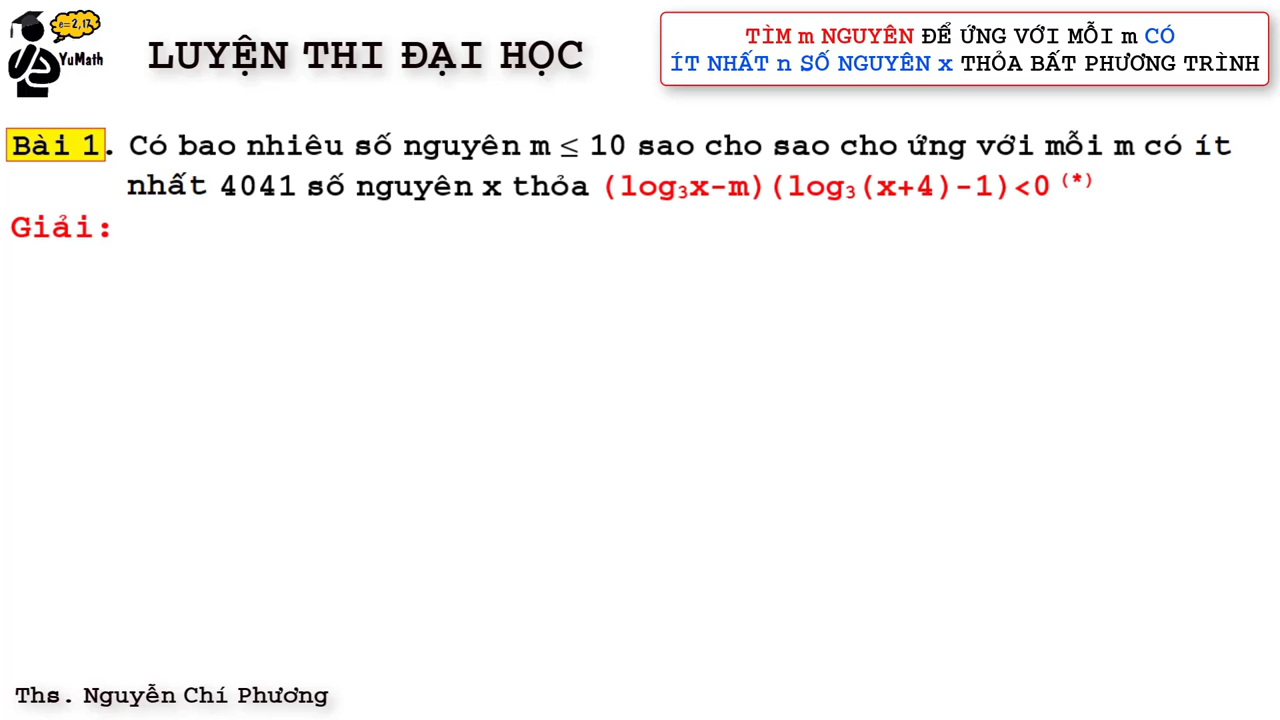 e=2,17
YuMath
LUYỆN THI ĐẠI HỌC
TÌM m NGUYÊN ĐỂ ỨNG VỚI MỖI m CÓ
ÍT NHẤT n SỐ NGUYÊN x THỎA BẤT PHƯƠNG TRÌNH
Bài 1. Có bao nhiêu số nguyên m ≤ 10 sao cho sao cho ứng với mỗi m có ít
nhất 4041 số nguyên x thỏa (log₃x-m)(log₃(x+4)-1)<0 (*)
Giải:
Ths. Nguyễn Chí Phương